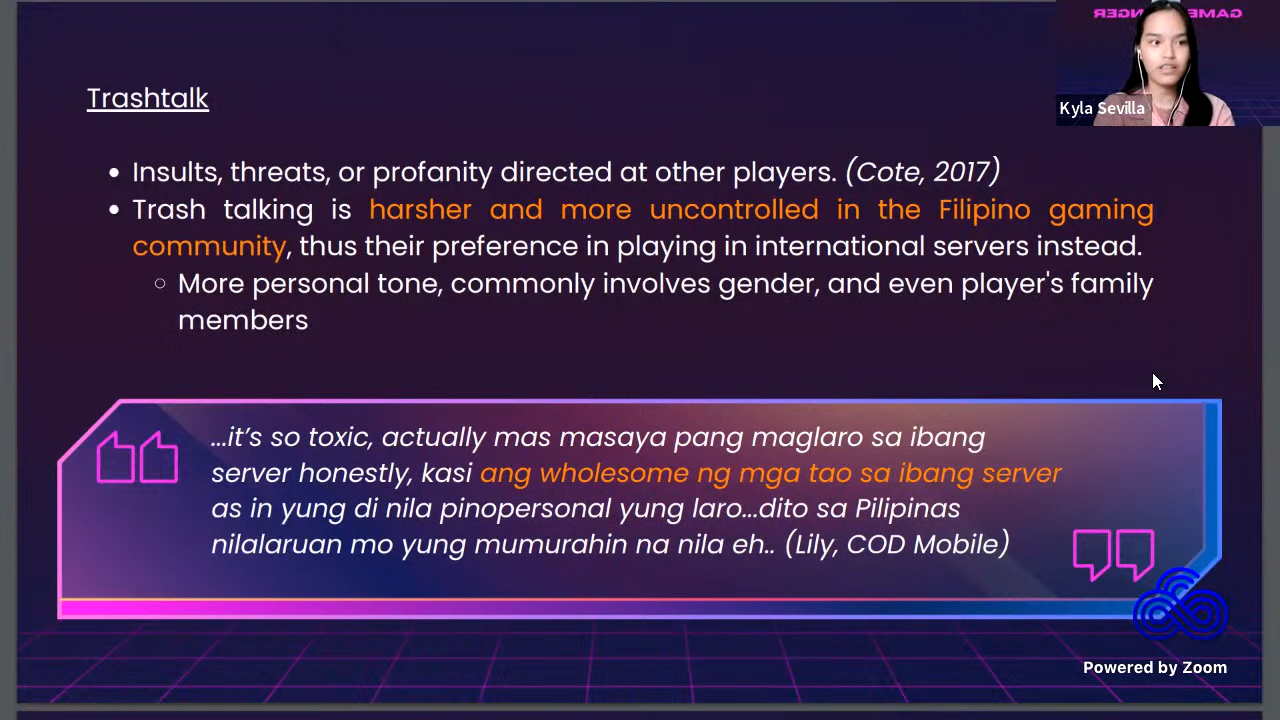 GAME CHANGER
Kyla Sevilla
Trashtalk
Insults, threats, or profanity directed at other players. (Cote, 2017)
Trash talking is harsher and more uncontrolled in the Filipino gaming
community, thus their preference in playing in international servers instead.
More personal tone, commonly involves gender, and even player's family
members
...it's so toxic, actually mas masaya pang maglaro sa ibang
server honestly, kasi ang wholesome ng mga tao sa ibang server
as in yung di nila pinopersonal yung laro...dito sa Pilipinas
nilalaruan mo yung mumurahin na nila eh.. (Lily, COD Mobile)
Powered by Zoom